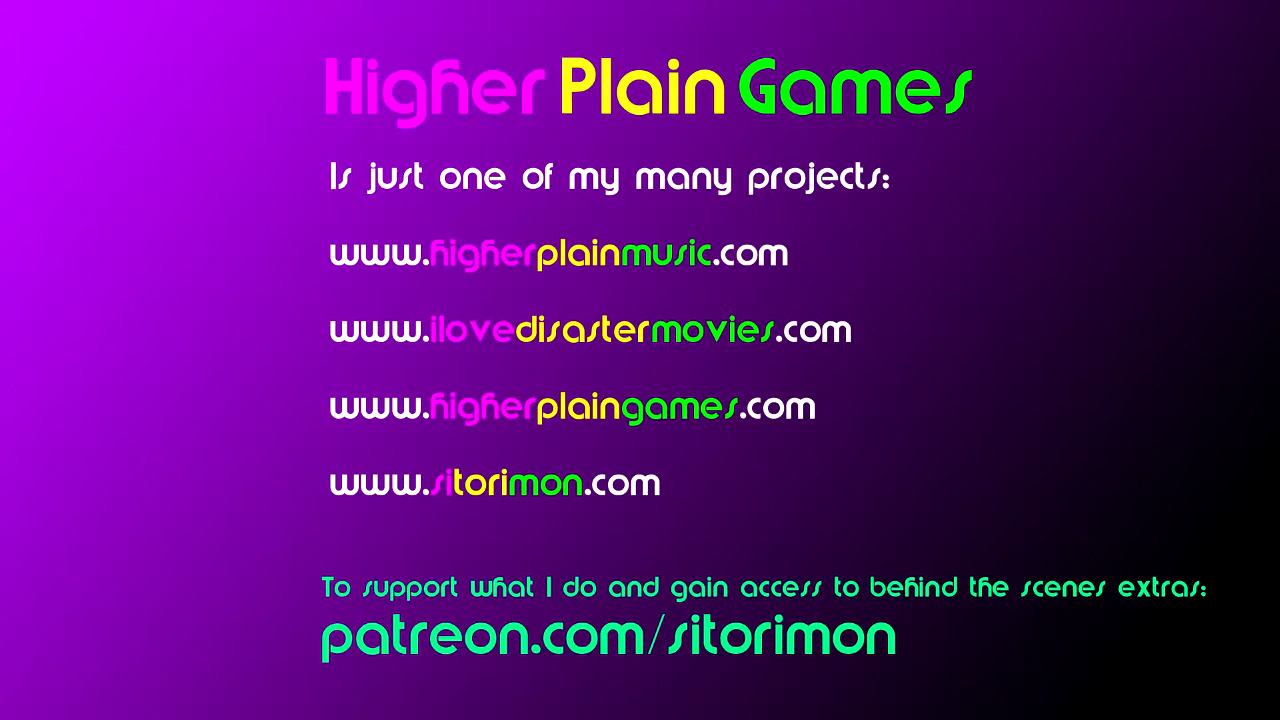 Higher Plain Games
Is just one of my many projects:
www.higherplainmusic.com
www.ilovedisastermovies.com
www.higherplaingames.com
www.sitorimon.com
To support what I do and gain access to behind the scenes extras:
patreon.com/sitorimon